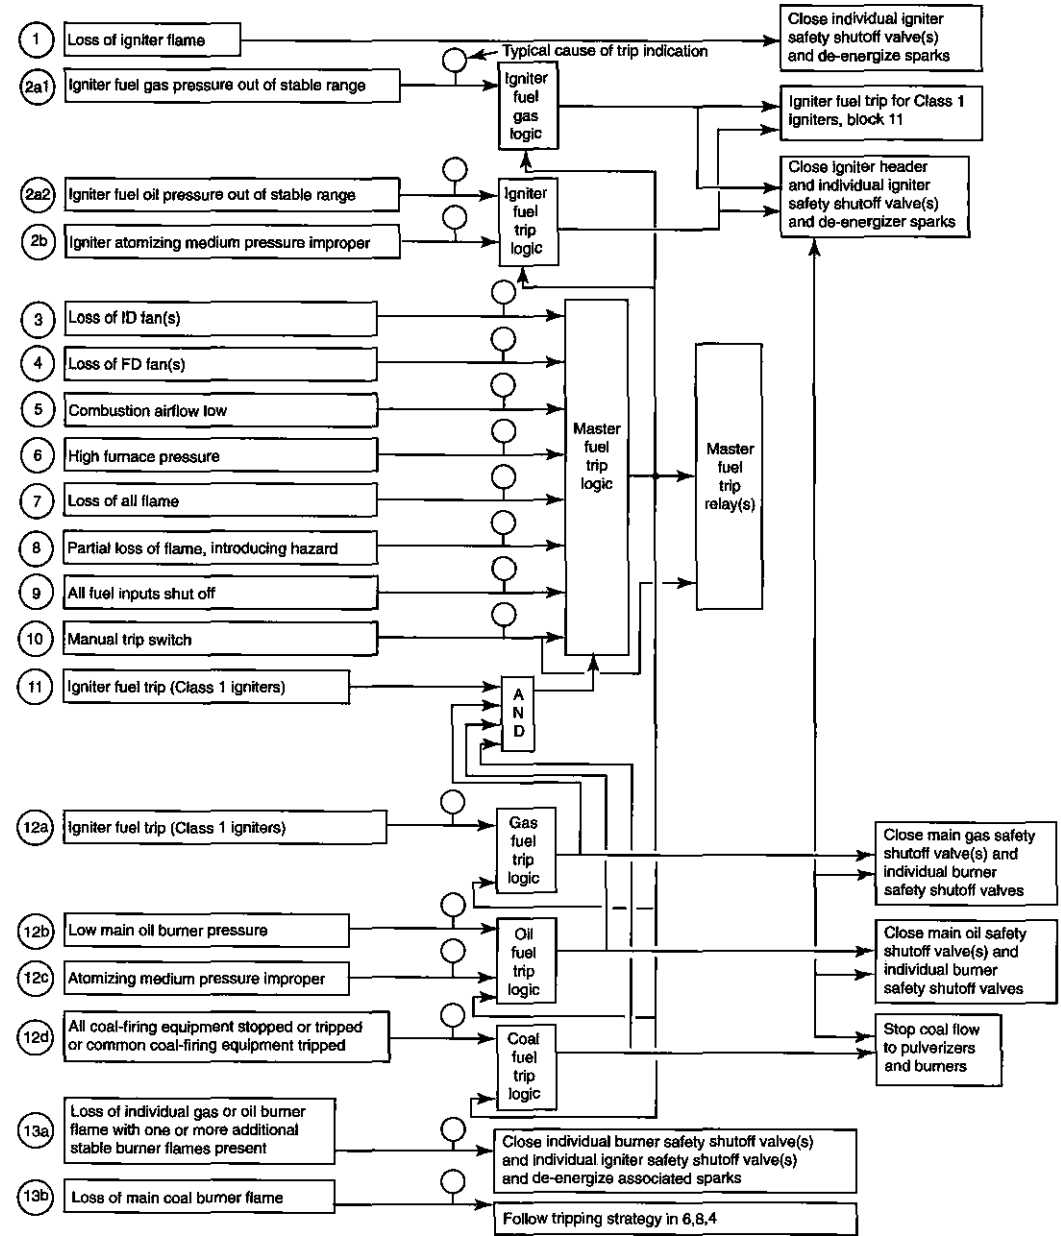 1
Loss of igniter flame
Close individual igniter
safety shutoff valve(s)
and de-energize sparks
Typical cause of trip indication
2a1
Igniter fuel gas pressure out of stable range
Igniter
fuel
gas
logic
Igniter fuel trip for Class 1
igniters, block 11
2a2
Igniter fuel oil pressure out of stable range
2b
Igniter atomizing medium pressure improper
Igniter
fuel
trip
logic
Close igniter header
and individual igniter
safety shutoff valve(s)
and de-energizer sparks
3
Loss of ID fan(s)
4
Loss of FD fan(s)
5
Combustion airflow low
6
High furnace pressure
7
Loss of all flame
8
Partial loss of flame, introducing hazard
9
All fuel inputs shut off
10
Manual trip switch
Master
fuel
trip
logic
Master
fuel
trip
relay(s)
11
Igniter fuel trip (Class 1 igniters)
A
N
D
12a
Igniter fuel trip (Class 1 igniters)
Gas
fuel
trip
logic
Close main gas safety
shutoff valve(s) and
individual burner
safety shutoff valves
12b
Low main oil burner pressure
12c
Atomizing medium pressure improper
Oil
fuel
trip
logic
Close main oil safety
shutoff valve(s) and
individual burner
safety shutoff valves
12d
All coal-firing equipment stopped or tripped
or common coal-firing equipment tripped
Coal
fuel
trip
logic
Stop coal flow
to pulverizers
and burners
13a
Loss of individual gas or oil burner
flame with one or more additional
stable burner flames present
Close individual burner safety shutoff valve(s)
and individual igniter safety shutoff valve(s)
and de-energize associated sparks
13b
Loss of main coal burner flame
Follow tripping strategy in 6,8,4